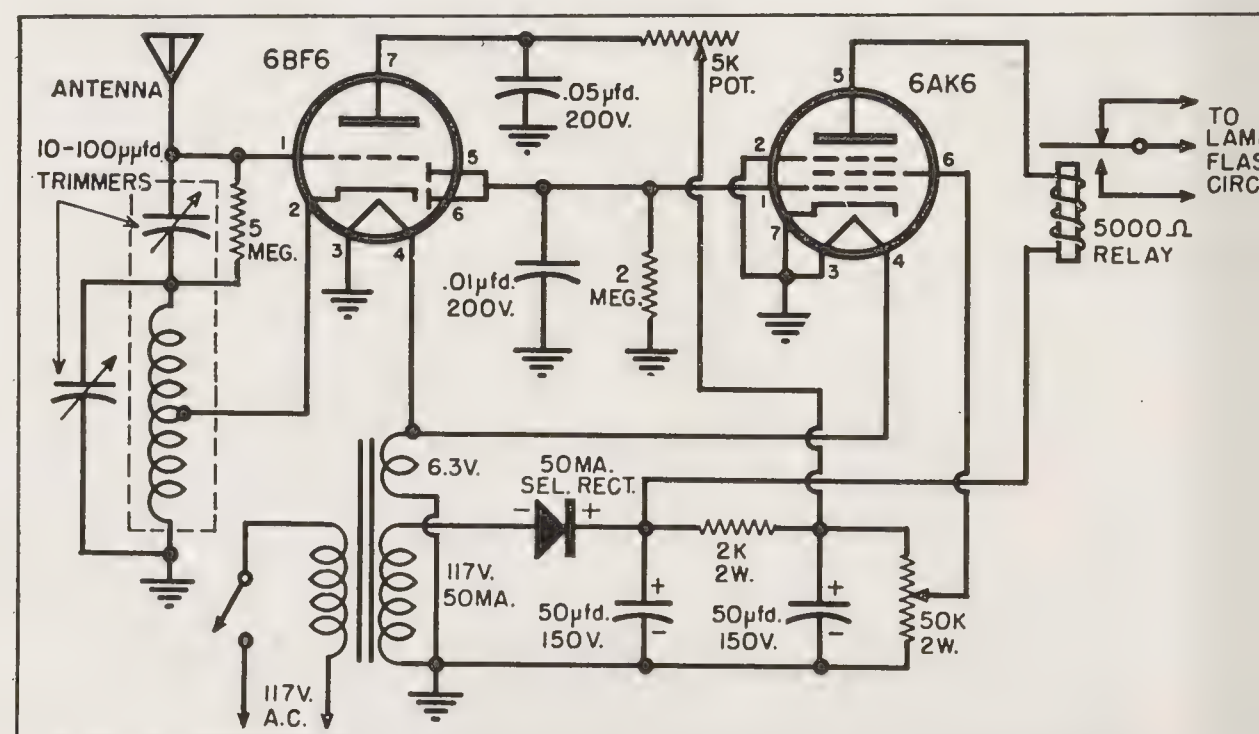 ANTENNA
10-100µµfd.
TRIMMERS
5
MEG.
6BF6
7
1
2
3
4
5
6
.05µfd.
200V.
5K
POT.
.01µfd.
200V.
2
MEG.
6AK6
5
2
1
7
3
4
6
TO
FLAS
CIRC
5000Ω
RELAY
6.3V.
50MA.
SEL. RECT.
- +
117V.
50MA.
2K
2W.
+
50µfd.
150V.
-
+
50µfd.
150V.
-
50K
2W.
117V.
A.C.